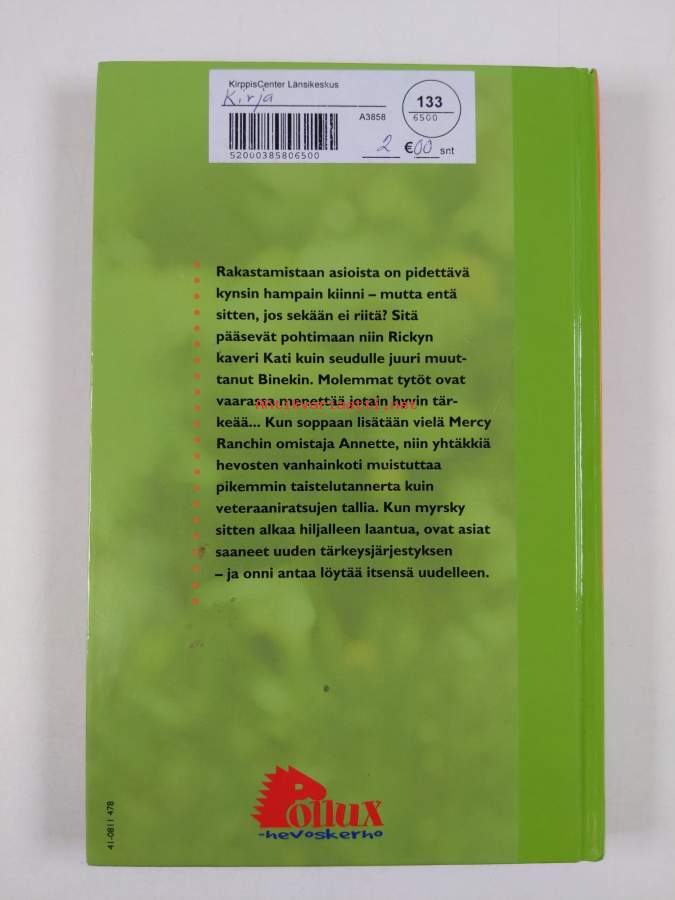 KirppisCenter Länsikeskus
Kirja
133
6500
A3858
52000385806500
2 €00 snt
Rakastamistaan asioista on pidettävä
kynsin hampain kiinni – mutta entä
sitten, jos sekään ei riitä? Sitä
pääsevät pohtimaan niin Rickyn
kaveri Kati kuin seudulle juuri muut-
tanut Binekin. Molemmat tytöt ovat
vaarassa menettää jotain hyvin tär-
Antikvariaatti.net
keää... Kun soppaan lisätään vielä Mercy
Ranchin omistaja Annette, niin yhtäkkiä
hevosten vanhainkoti muistuttaa
pikemmin taistelutannerta kuin
veteraaniratsujen tallia. Kun myrsky
sitten alkaa hiljalleen laantua, ovat asiat
saaneet uuden tärkeysjärjestyksen
– ja onni antaa löytää itsensä uudelleen.
Pollux
-hevoskerho
41-0811 478